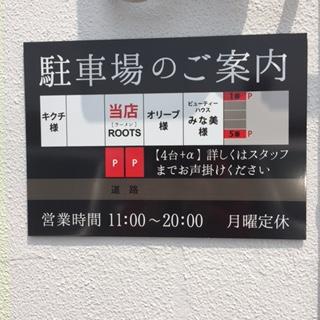 駐車場のご案内
キクチ
様
当店
[ラーメン]
ROOTS
オリーブ
様
ビューティー
ハウス
みな美
様
1番 P
5番 P
P P
【4台+α】詳しくはスタッフ
までお声掛けください
道路
営業時間 11:00〜20:00 月曜定休